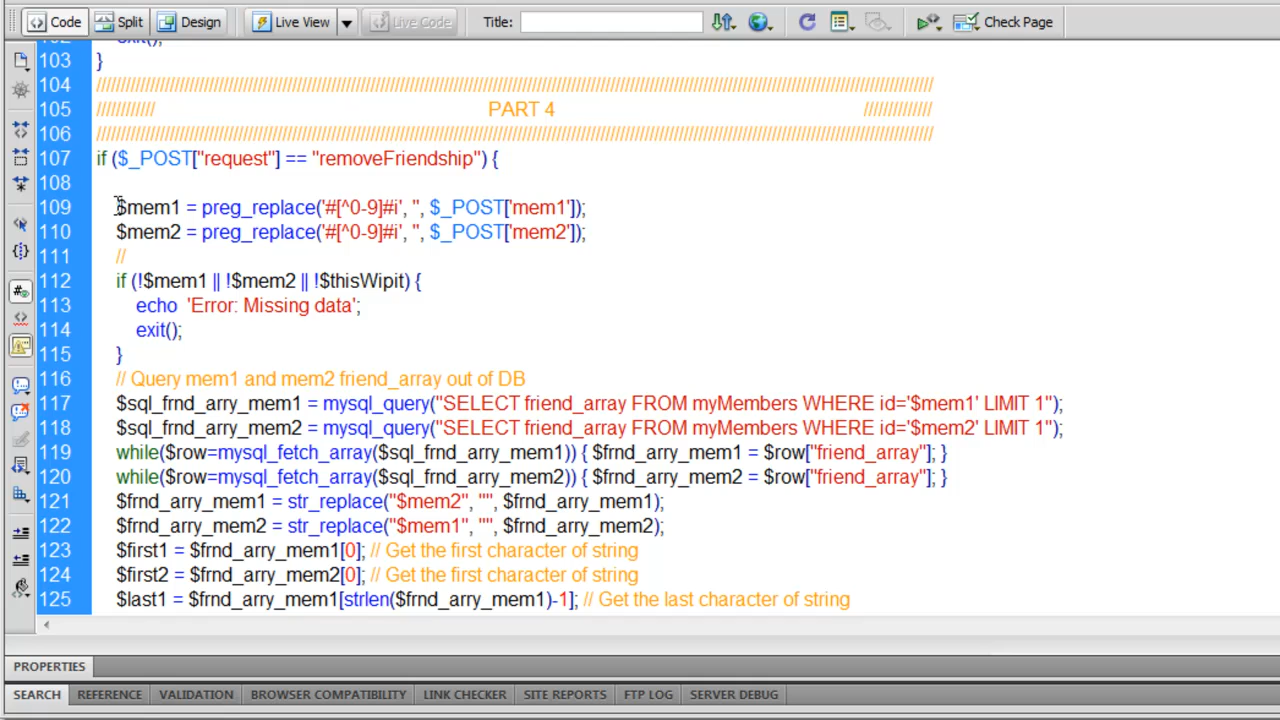 Code Split Design Live View Live Code Title: Check Page
102 exit();
103 }
104 ////////////////////////////////////////////////////////////////////////////////////////////////////////////////////////
105 //////////// PART 4 //////////////
106 ////////////////////////////////////////////////////////////////////////////////////////////////////////////////////////
107 if ($_POST["request"] == "removeFriendship") {
108
109 $mem1 = preg_replace('#[^0-9]#i', '', $_POST['mem1']);
110 $mem2 = preg_replace('#[^0-9]#i', '', $_POST['mem2']);
111 //
112 if (!$mem1 || !$mem2 || !$thisWipit) {
113 echo 'Error: Missing data';
114 exit();
115 }
116 // Query mem1 and mem2 friend_array out of DB
117 $sql_frnd_arry_mem1 = mysql_query("SELECT friend_array FROM myMembers WHERE id='$mem1' LIMIT 1");
118 $sql_frnd_arry_mem2 = mysql_query("SELECT friend_array FROM myMembers WHERE id='$mem2' LIMIT 1");
119 while($row=mysql_fetch_array($sql_frnd_arry_mem1)) { $frnd_arry_mem1 = $row["friend_array"]; }
120 while($row=mysql_fetch_array($sql_frnd_arry_mem2)) { $frnd_arry_mem2 = $row["friend_array"]; }
121 $frnd_arry_mem1 = str_replace("$mem2", "", $frnd_arry_mem1);
122 $frnd_arry_mem2 = str_replace("$mem1", "", $frnd_arry_mem2);
123 $first1 = $frnd_arry_mem1[0]; // Get the first character of string
124 $first2 = $frnd_arry_mem2[0]; // Get the first character of string
125 $last1 = $frnd_arry_mem1[strlen($frnd_arry_mem1)-1]; // Get the last character of string
PROPERTIES
SEARCH REFERENCE VALIDATION BROWSER COMPATIBILITY LINK CHECKER SITE REPORTS FTP LOG SERVER DEBUG